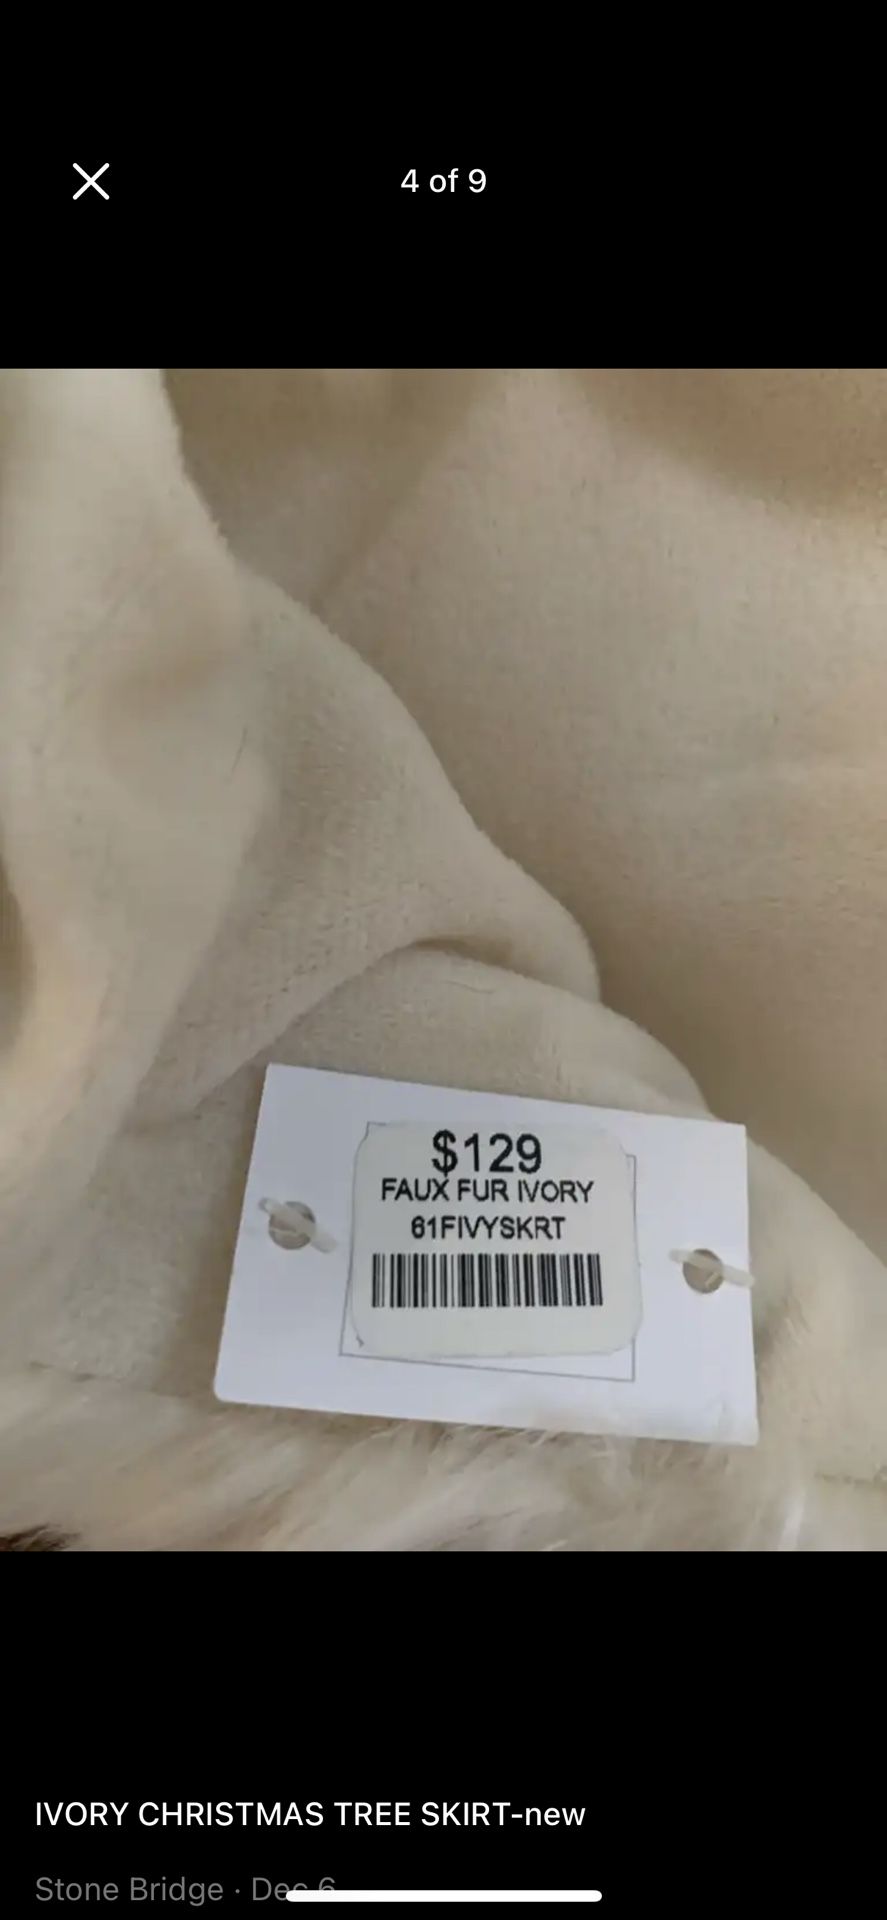 4 of 9
$129
FAUX FUR IVORY
61FIVYSKRT
IVORY CHRISTMAS TREE SKIRT-new
Stone Bridge · Dec 6